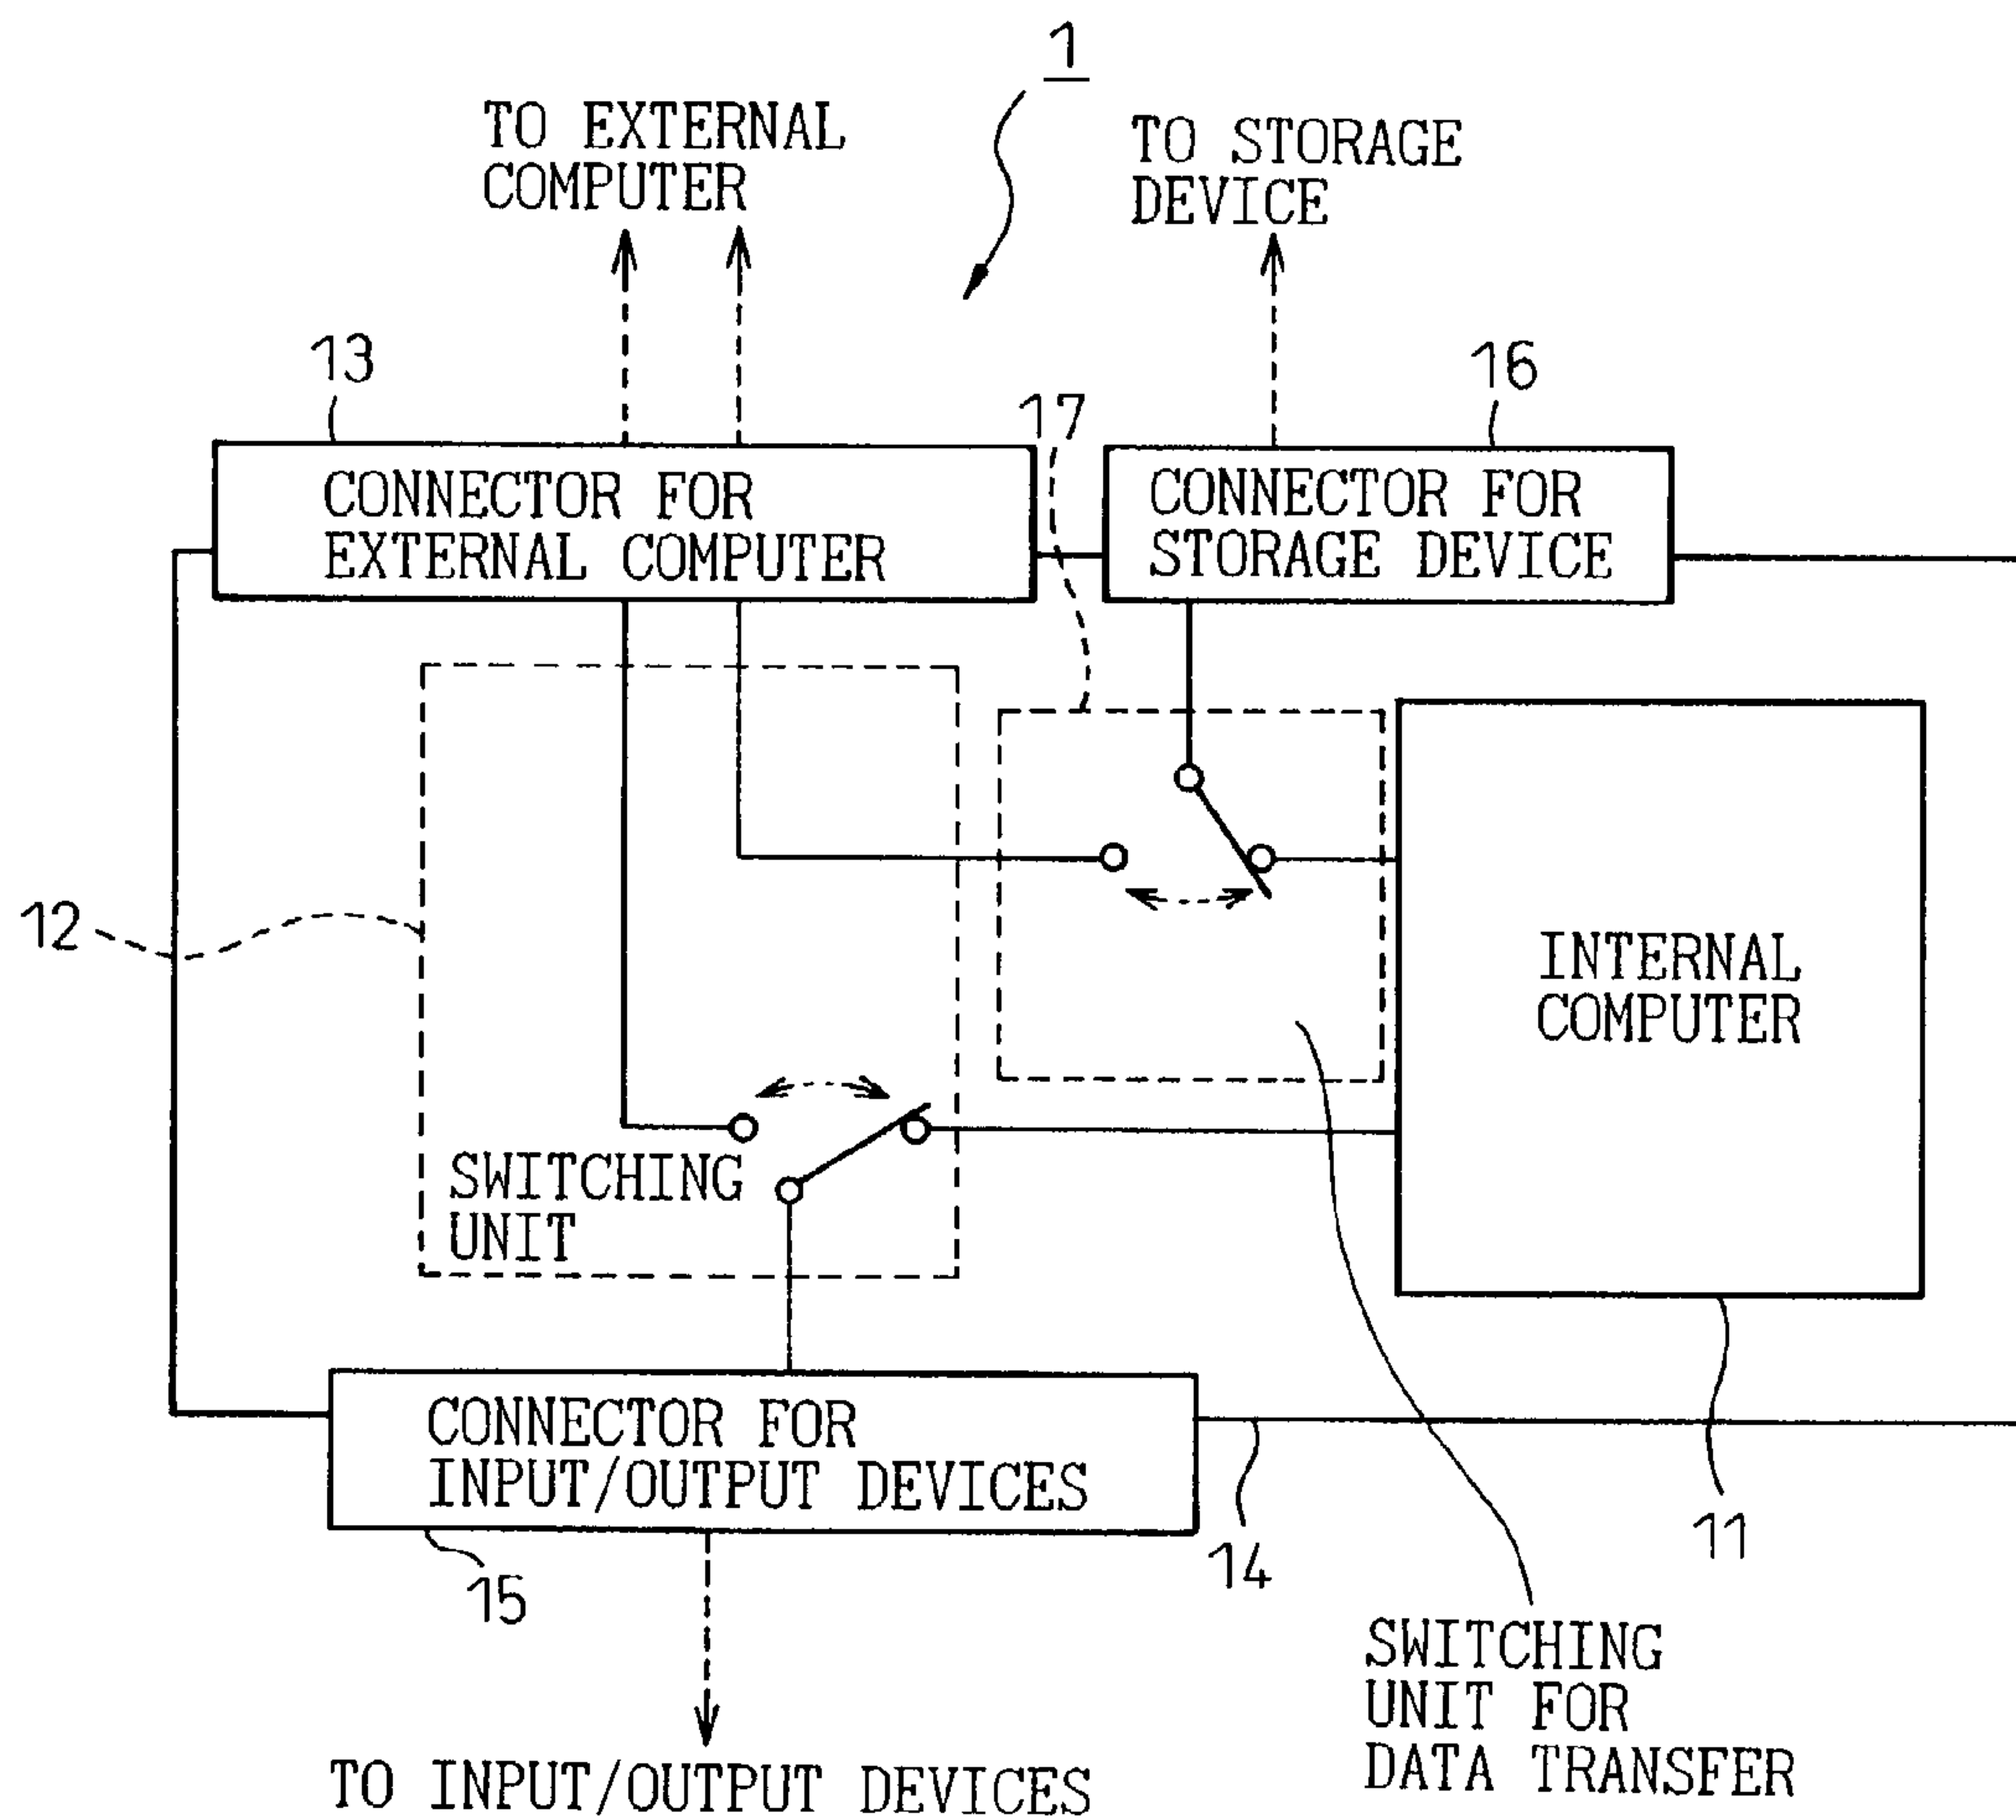 1
TO EXTERNAL
COMPUTER
TO STORAGE
DEVICE
13
17
16
CONNECTOR FOR
EXTERNAL COMPUTER
CONNECTOR FOR
STORAGE DEVICE
12
INTERNAL
COMPUTER
SWITCHING
UNIT
CONNECTOR FOR
INPUT/OUTPUT DEVICES
15
14
11
SWITCHING
UNIT FOR
DATA TRANSFER
TO INPUT/OUTPUT DEVICES